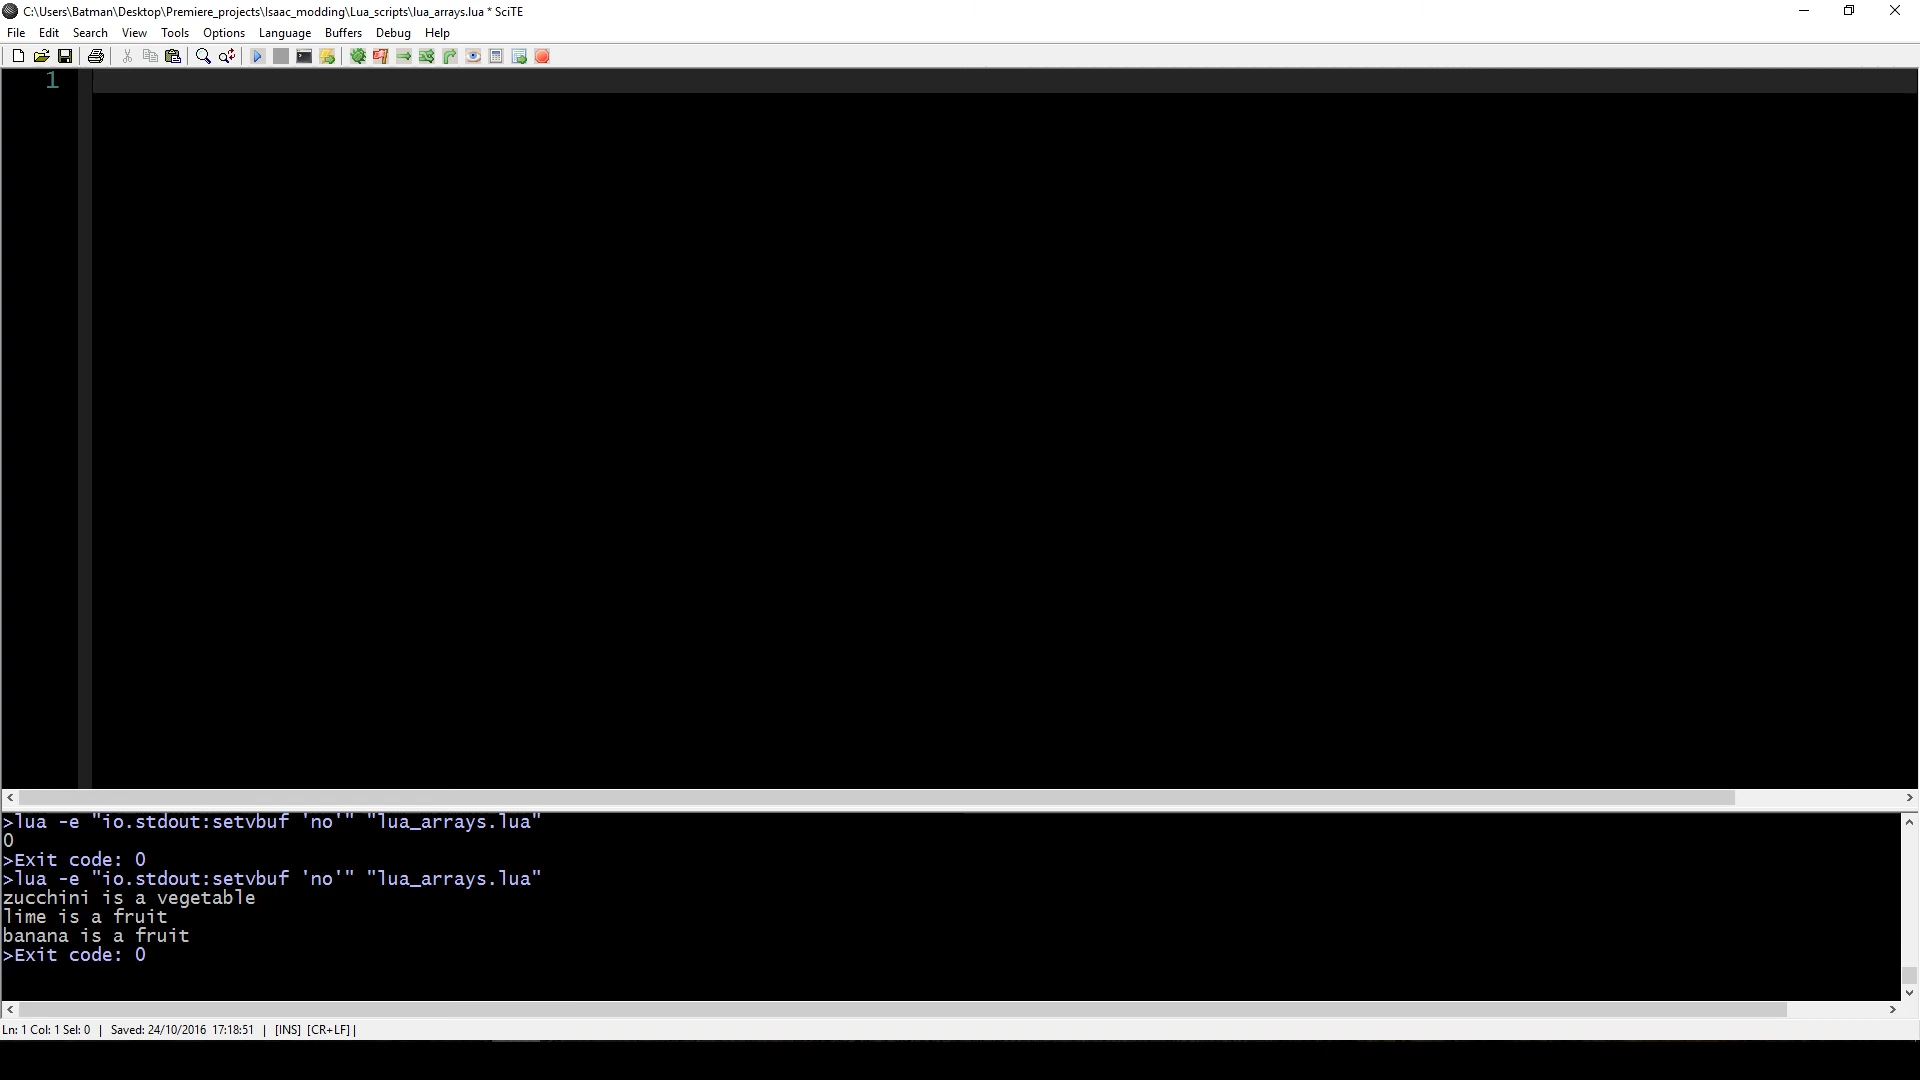 C:\Users\Batman\Desktop\Premiere_projects\Isaac_modding\Lua_scripts\lua_arrays.lua * SciTE
File Edit Search View Tools Options Language Buffers Debug Help
1
>lua -e "io.stdout:setvbuf 'no'" "lua_arrays.lua"
0
>Exit code: 0
>lua -e "io.stdout:setvbuf 'no'" "lua_arrays.lua"
zucchini is a vegetable
lime is a fruit
banana is a fruit
>Exit code: 0
Ln: 1 Col: 1 Sel: 0 | Saved: 24/10/2016 17:18:51 | [INS] [CR+LF] |